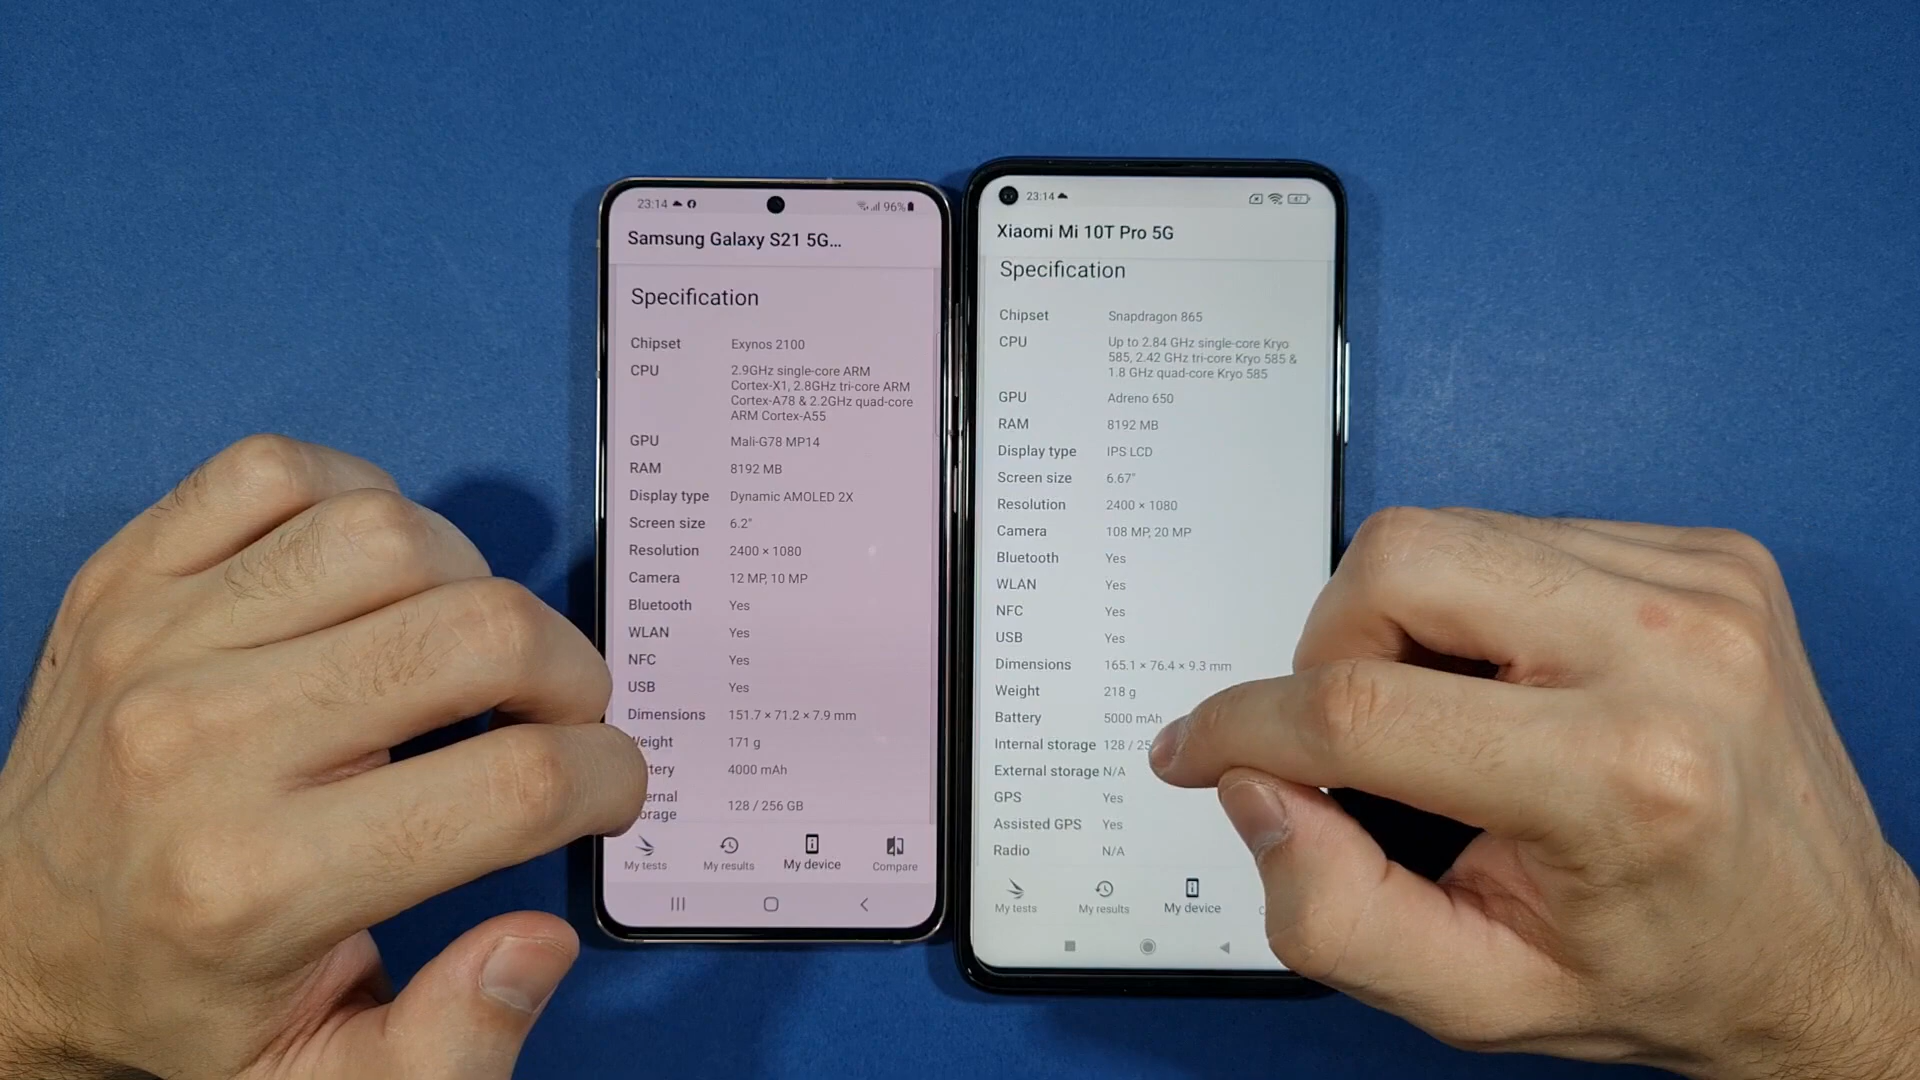 23:14
96%
Samsung Galaxy S21 5G...
Specification
Chipset Exynos 2100
CPU 2.9GHz single-core ARM
Cortex-X1, 2.8GHz tri-core ARM
Cortex-A78 & 2.2GHz quad-core
ARM Cortex-A55
GPU Mali-G78 MP14
RAM 8192 MB
Display type Dynamic AMOLED 2X
Screen size 6.2"
Resolution 2400 × 1080
Camera 12 MP, 10 MP
Bluetooth Yes
WLAN Yes
NFC Yes
USB Yes
Dimensions 151.7 × 71.2 × 7.9 mm
Weight 171 g
tery 4000 mAh
ernal
orage 128 / 256 GB
My tests My results My device Compare
23:14
Xiaomi Mi 10T Pro 5G
Specification
Chipset Snapdragon 865
CPU Up to 2.84 GHz single-core Kryo
585, 2.42 GHz tri-core Kryo 585 &
1.8 GHz quad-core Kryo 585
GPU Adreno 650
RAM 8192 MB
Display type IPS LCD
Screen size 6.67"
Resolution 2400 × 1080
Camera 108 MP, 20 MP
Bluetooth Yes
WLAN Yes
NFC Yes
USB Yes
Dimensions 165.1 × 76.4 × 9.3 mm
Weight 218 g
Battery 5000 mAh
Internal storage 128 / 25
External storage N/A
GPS Yes
Assisted GPS Yes
Radio N/A
My tests My results My device